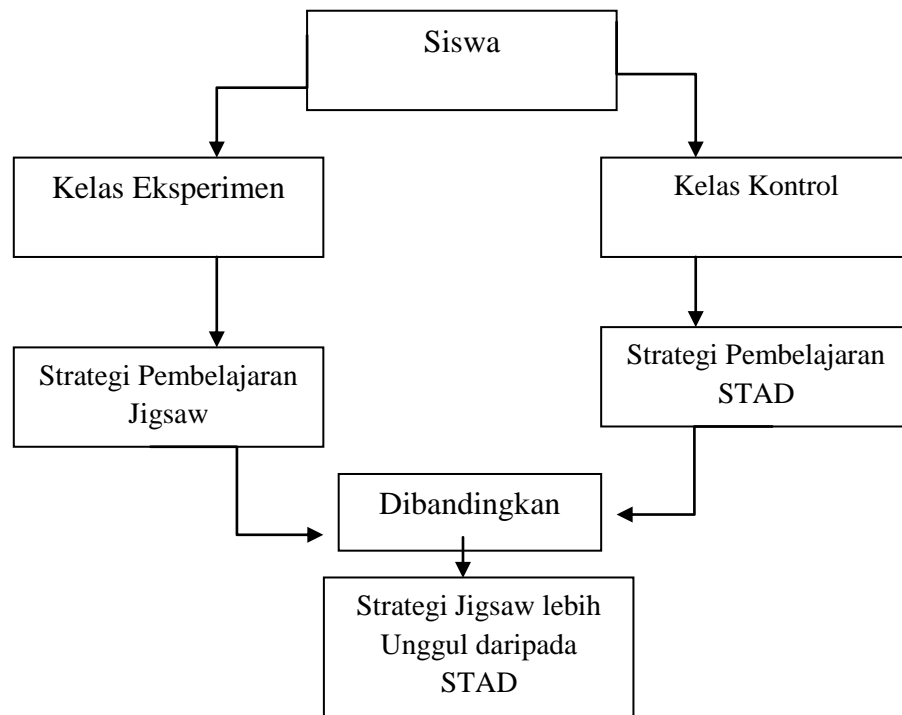 Siswa
Kelas Eksperimen
Kelas Kontrol
Strategi Pembelajaran
Jigsaw
Strategi Pembelajaran
STAD
Dibandingkan
Strategi Jigsaw lebih
Unggul daripada
STAD